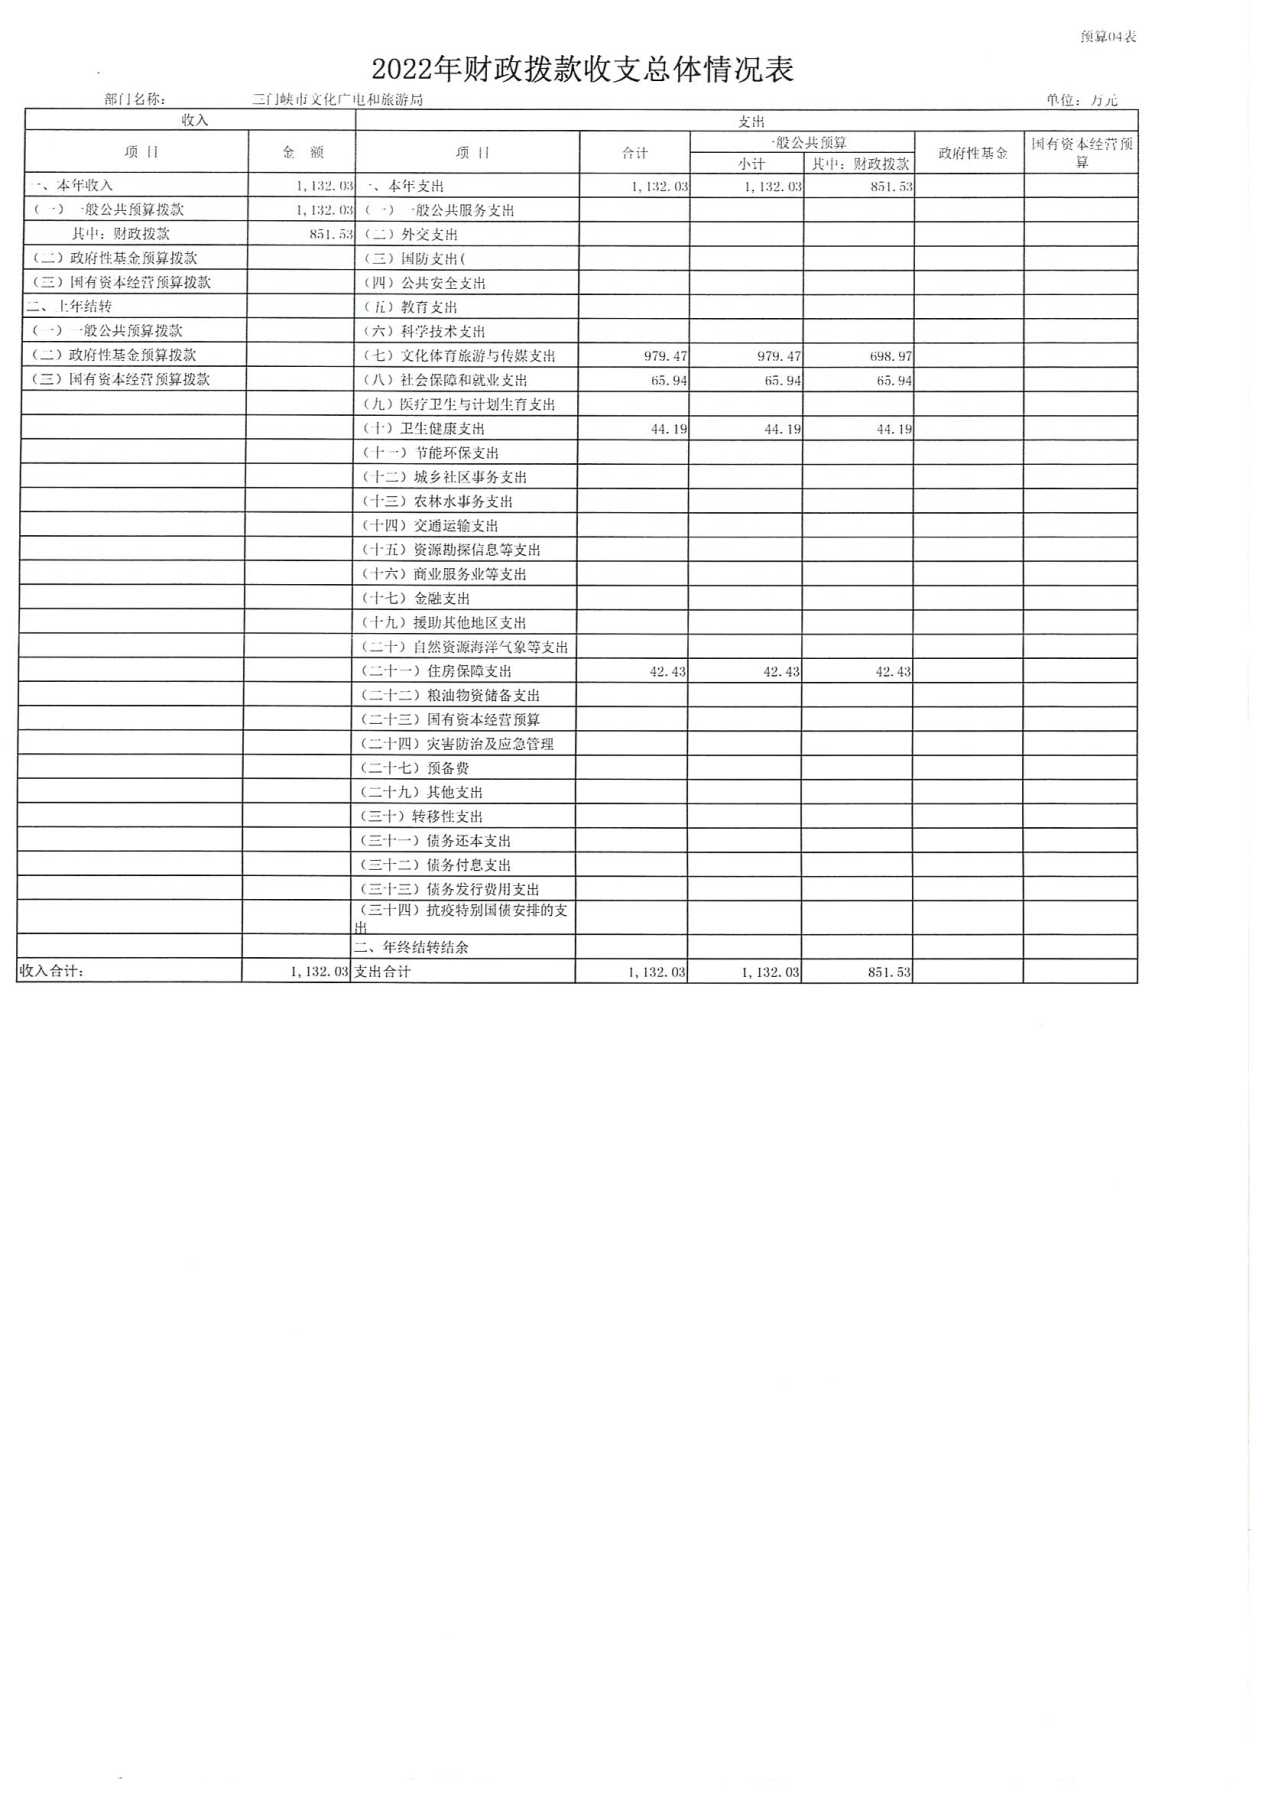 预算04表
2022年财政拨款收支总体情况表
部门名称： 三门峡市文化广电和旅游局 单位：万元
收入 支出
项 目 金 额 项 目 合计 一般公共预算 政府性基金 国有资本经营预算
小计 其中：财政拨款
一、本年收入 1,132.03 一、本年支出 1,132.03 1,132.03 851.53
（一）一般公共预算拨款 1,132.03 （一）一般公共服务支出
其中：财政拨款 851.53 （二）外交支出
（二）政府性基金预算拨款 （三）国防支出(
（三）国有资本经营预算拨款 （四）公共安全支出
二、上年结转 （五）教育支出
（一）一般公共预算拨款 （六）科学技术支出
（二）政府性基金预算拨款 （七）文化体育旅游与传媒支出 979.47 979.47 698.97
（三）国有资本经营预算拨款 （八）社会保障和就业支出 65.94 65.94 65.94
（九）医疗卫生与计划生育支出
（十）卫生健康支出 44.19 44.19 44.19
（十一）节能环保支出
（十二）城乡社区事务支出
（十三）农林水事务支出
（十四）交通运输支出
（十五）资源勘探信息等支出
（十六）商业服务业等支出
（十七）金融支出
（十九）援助其他地区支出
（二十）自然资源海洋气象等支出
（二十一）住房保障支出 42.43 42.43 42.43
（二十二）粮油物资储备支出
（二十三）国有资本经营预算
（二十四）灾害防治及应急管理
（二十七）预备费
（二十九）其他支出
（三十）转移性支出
（三十一）债务还本支出
（三十二）债务付息支出
（三十三）债务发行费用支出
（三十四）抗疫特别国债安排的支
出
二、年终结转结余
收入合计： 1,132.03 支出合计 1,132.03 1,132.03 851.53